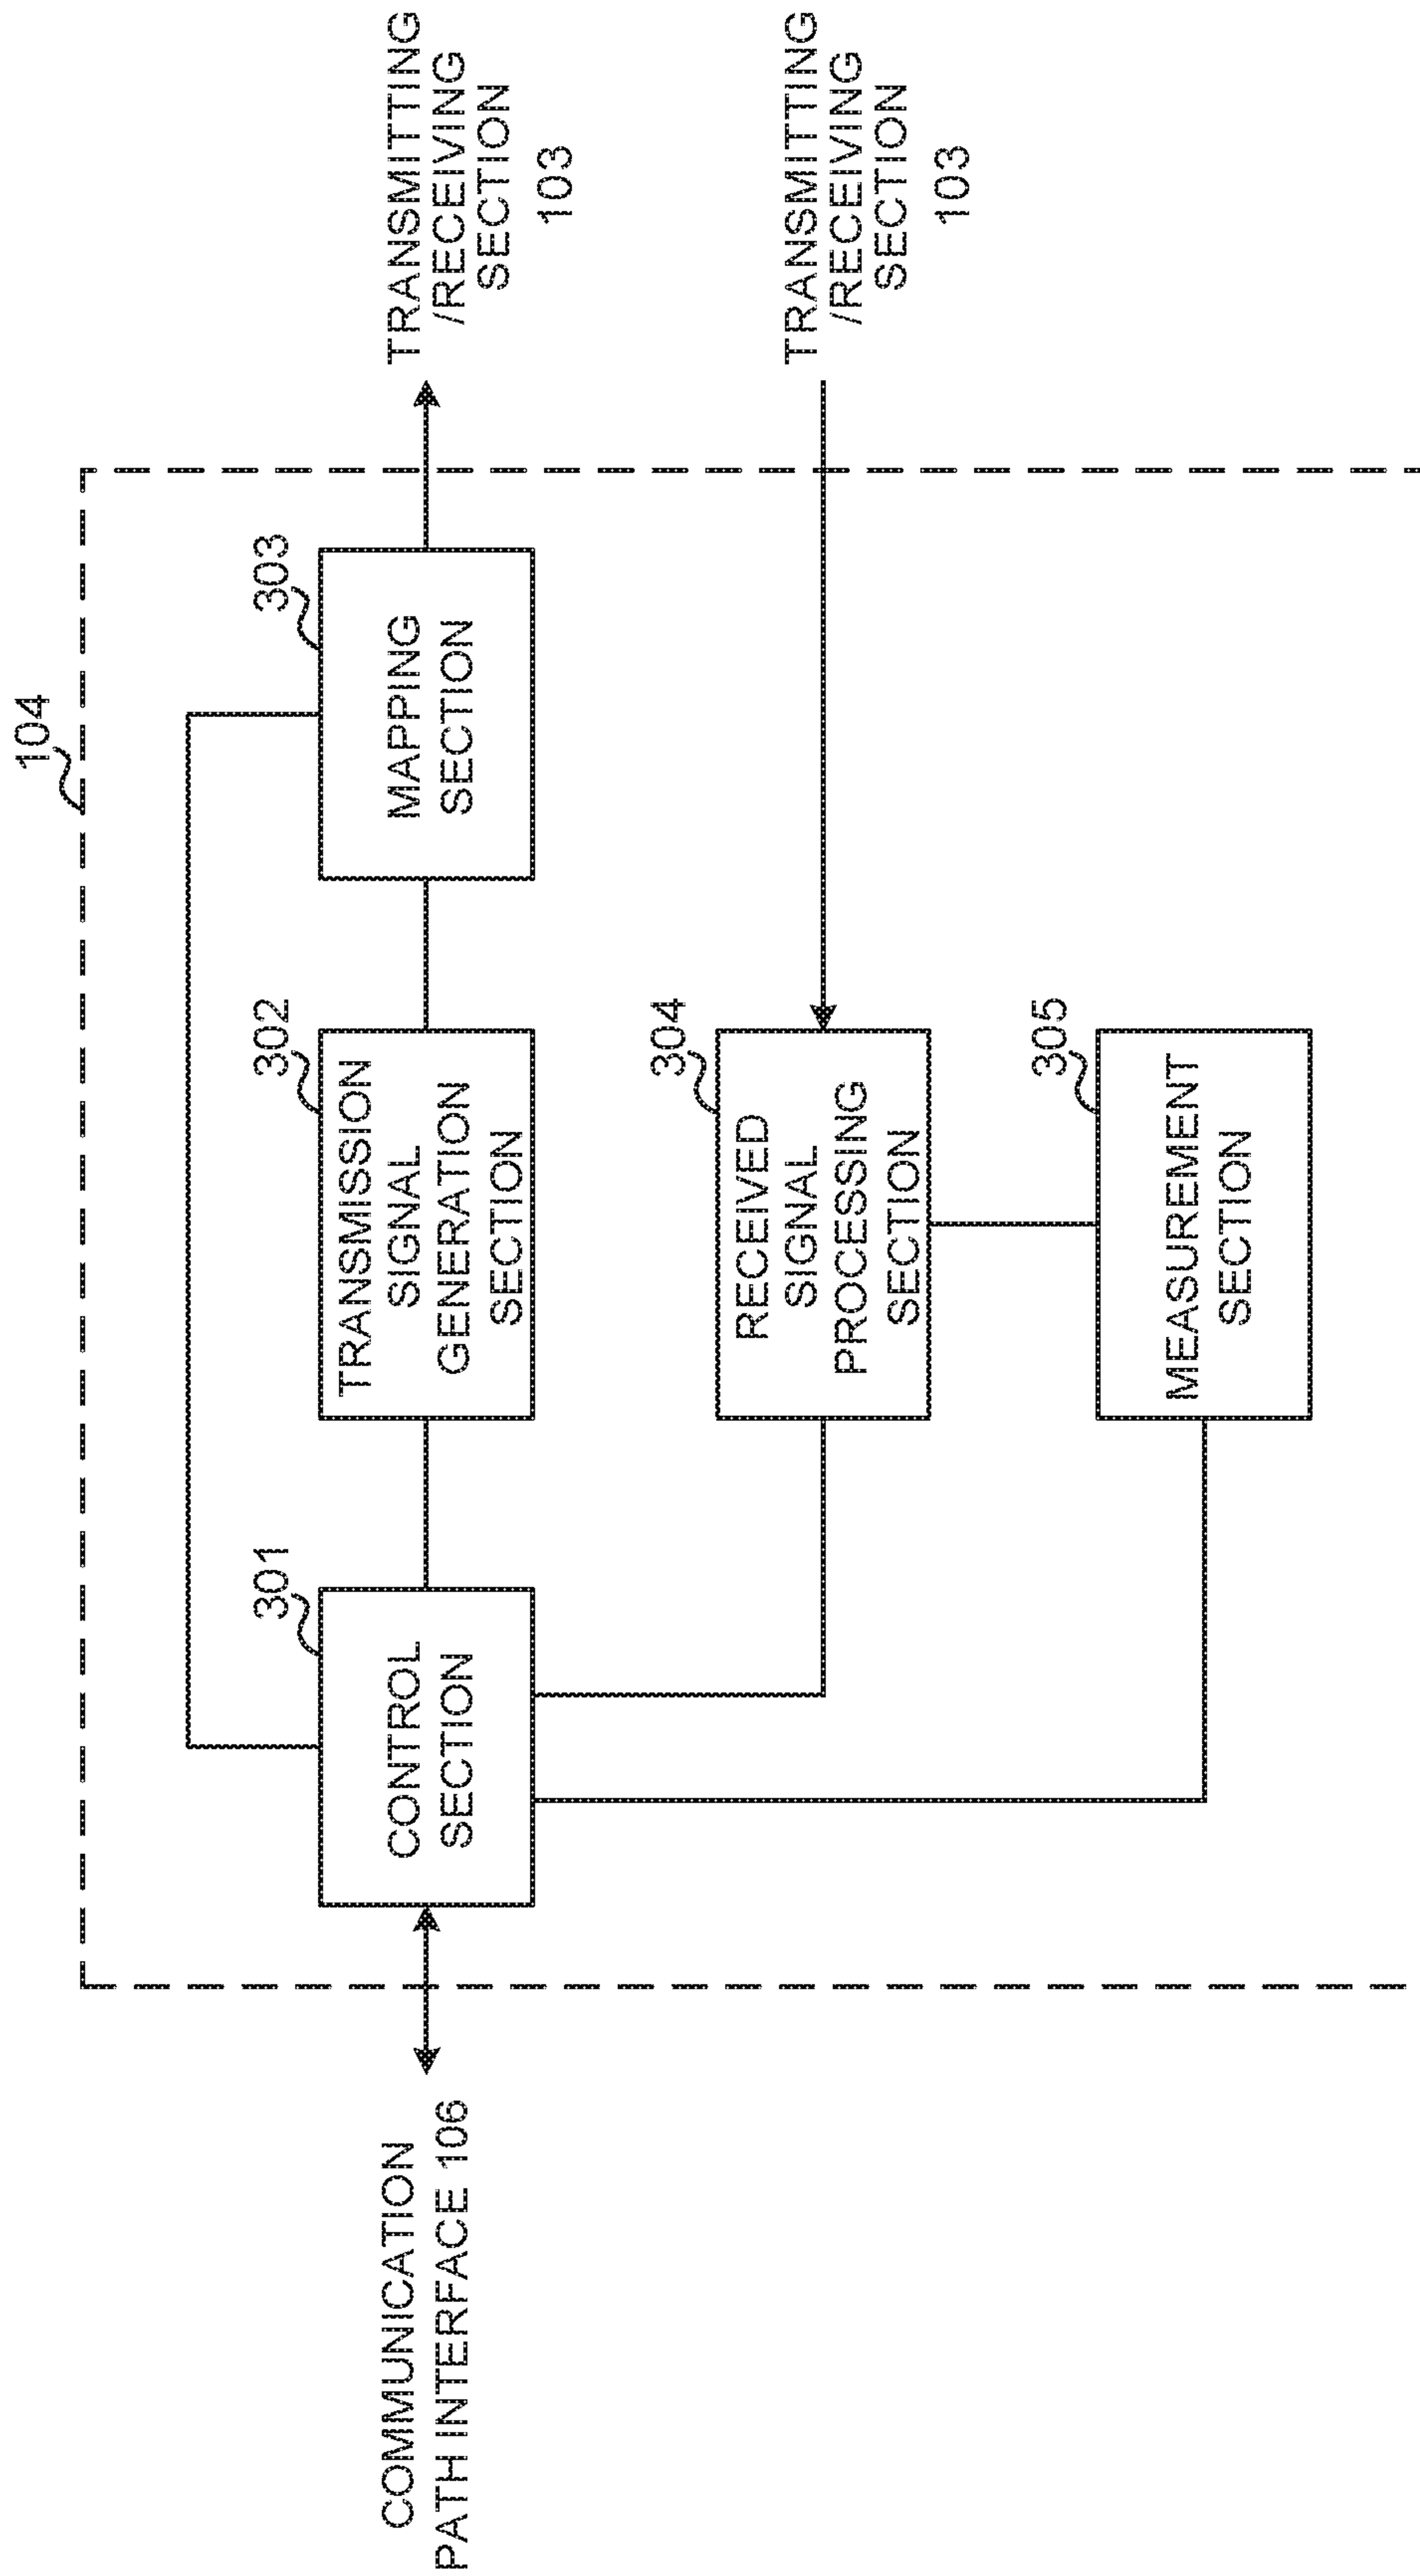 104
COMMUNICATION
PATH INTERFACE 106
301
CONTROL
SECTION
302
TRANSMISSION
SIGNAL
GENERATION
SECTION
303
MAPPING
SECTION
TRANSMITTING
/RECEIVING
SECTION
103
304
RECEIVED
SIGNAL
PROCESSING
SECTION
TRANSMITTING
/RECEIVING
SECTION
103
305
MEASUREMENT
SECTION